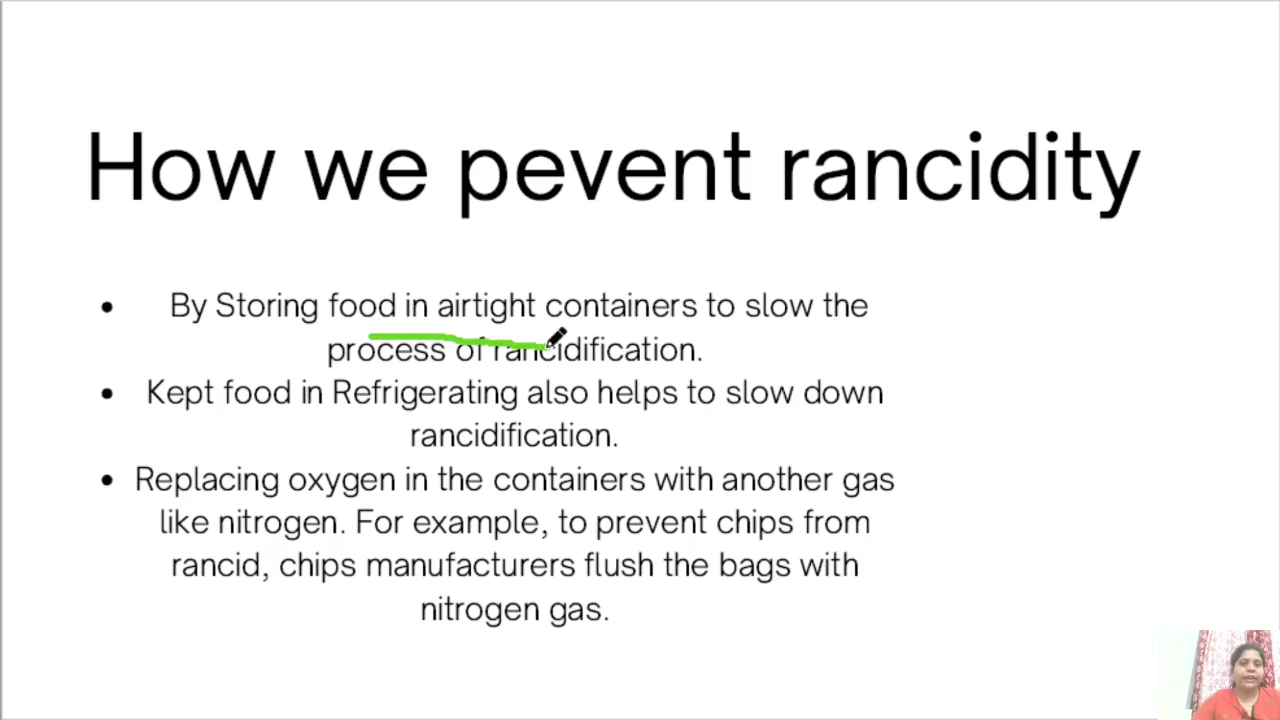 How we pevent rancidity
• By Storing food in airtight containers to slow the
process of rancidification.
• Kept food in Refrigerating also helps to slow down
rancidification.
• Replacing oxygen in the containers with another gas
like nitrogen. For example, to prevent chips from
rancid, chips manufacturers flush the bags with
nitrogen gas.